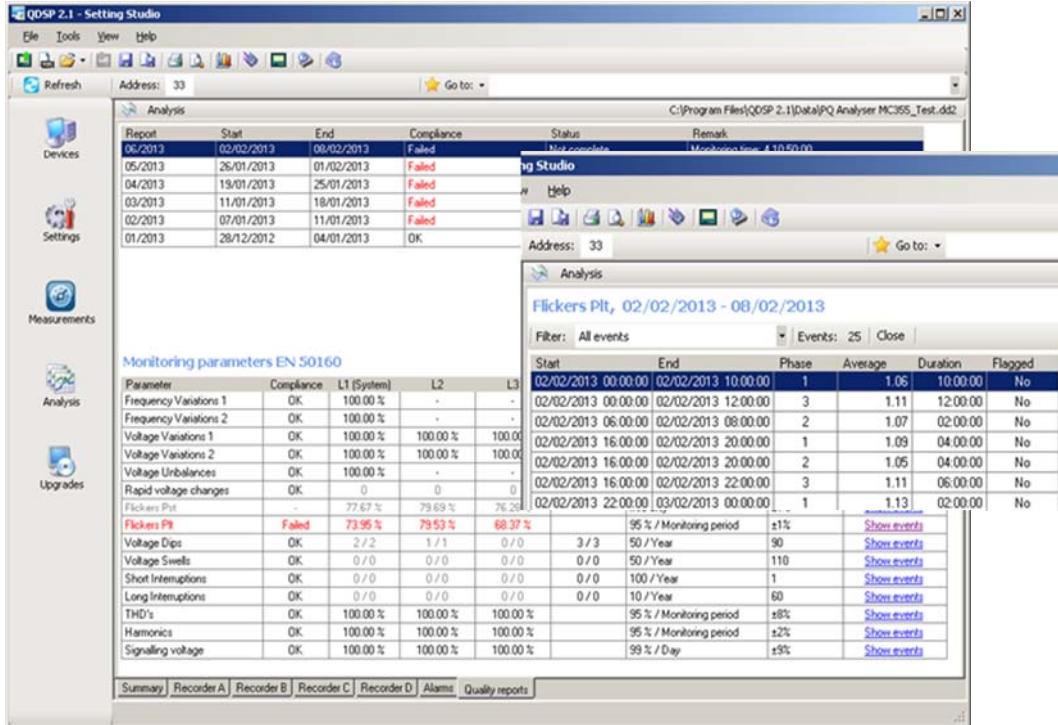 QDSP 2.1 - Setting Studio
File Tools View Help
Refresh Address: 33 Go to:
Analysis C:\Program Files\QDSP 2.1\Data\PQ Analyser MC355_Test.dd2
Devices
Settings
Measurements
Analysis
Upgrades
Report Start End Compliance Status Remark
06/2013 02/02/2013 08/02/2013 Failed Not complete Monitoring time: 4 10:50:00
05/2013 26/01/2013 01/02/2013 Failed
04/2013 19/01/2013 25/01/2013 Failed
03/2013 11/01/2013 18/01/2013 Failed
02/2013 07/01/2013 11/01/2013 Failed
01/2013 28/12/2012 04/01/2013 OK
Monitoring parameters EN 50160
Parameter Compliance L1 (System) L2 L3
Frequency Variations 1 OK 100.00 % - -
Frequency Variations 2 OK 100.00 % - -
Voltage Variations 1 OK 100.00 % 100.00 % 100.00
Voltage Variations 2 OK 100.00 % 100.00 % 100.00
Voltage Unbalances OK 100.00 % - -
Rapid voltage changes OK 0 0 0
Flickers Pst - 77.67 % 79.69 % 76.28
Flickers Plt Failed 73.95 % 79.53 % 68.37 % 95 % / Monitoring period ±1% Show events
Voltage Dips OK 2 / 2 1 / 1 0 / 0 3 / 3 50 / Year 90 Show events
Voltage Swells OK 0 / 0 0 / 0 0 / 0 0 / 0 50 / Year 110 Show events
Short Interruptions OK 0 / 0 0 / 0 0 / 0 0 / 0 100 / Year 1 Show events
Long Interruptions OK 0 / 0 0 / 0 0 / 0 0 / 0 10 / Year 60 Show events
THD's OK 100.00 % 100.00 % 100.00 % 95 % / Monitoring period ±8% Show events
Harmonics OK 100.00 % 100.00 % 100.00 % 95 % / Monitoring period ±2% Show events
Signalling voltage OK 100.00 % 100.00 % 100.00 % 99 % / Day ±9% Show events
Summary Recorder A Recorder B Recorder C Recorder D Alarms Quality reports
ng Studio
w Help
Address: 33 Go to:
Analysis
Flickers Plt, 02/02/2013 - 08/02/2013
Filter: All events Events: 25 Close
Start End Phase Average Duration Flagged
02/02/2013 00:00:00 02/02/2013 10:00:00 1 1.06 10:00:00 No
02/02/2013 00:00:00 02/02/2013 12:00:00 3 1.11 12:00:00 No
02/02/2013 06:00:00 02/02/2013 08:00:00 2 1.07 02:00:00 No
02/02/2013 16:00:00 02/02/2013 20:00:00 1 1.09 04:00:00 No
02/02/2013 16:00:00 02/02/2013 20:00:00 2 1.05 04:00:00 No
02/02/2013 16:00:00 02/02/2013 22:00:00 3 1.11 06:00:00 No
02/02/2013 22:00:00 03/02/2013 00:00:00 1 1.13 02:00:00 No